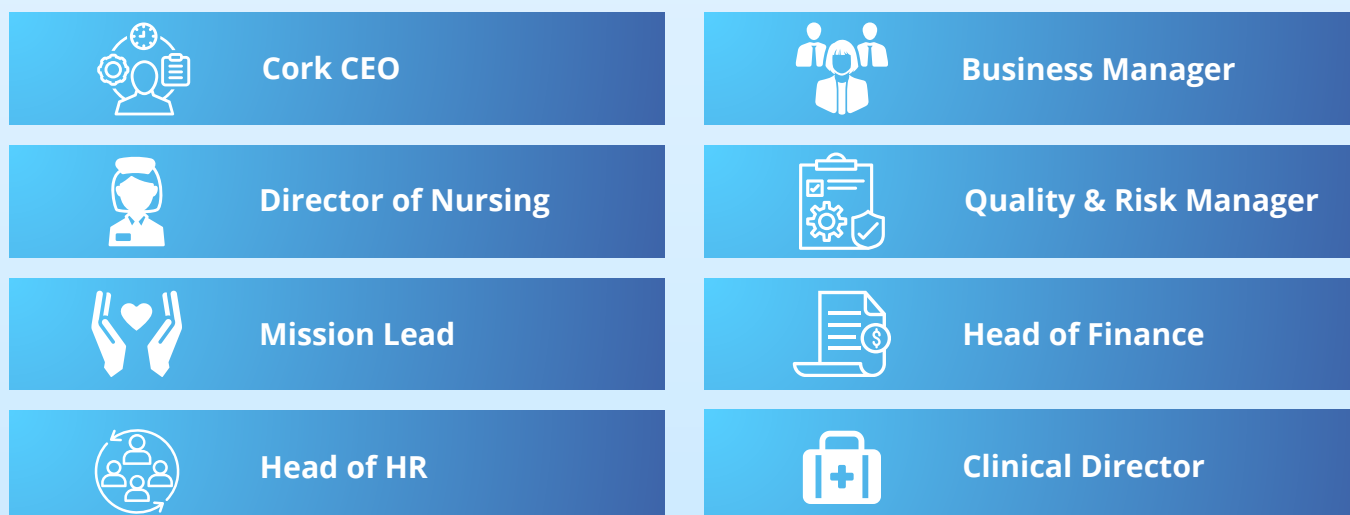 Cork CEO
Business Manager
Director of Nursing
Quality & Risk Manager
Mission Lead
Head of Finance
Head of HR
Clinical Director